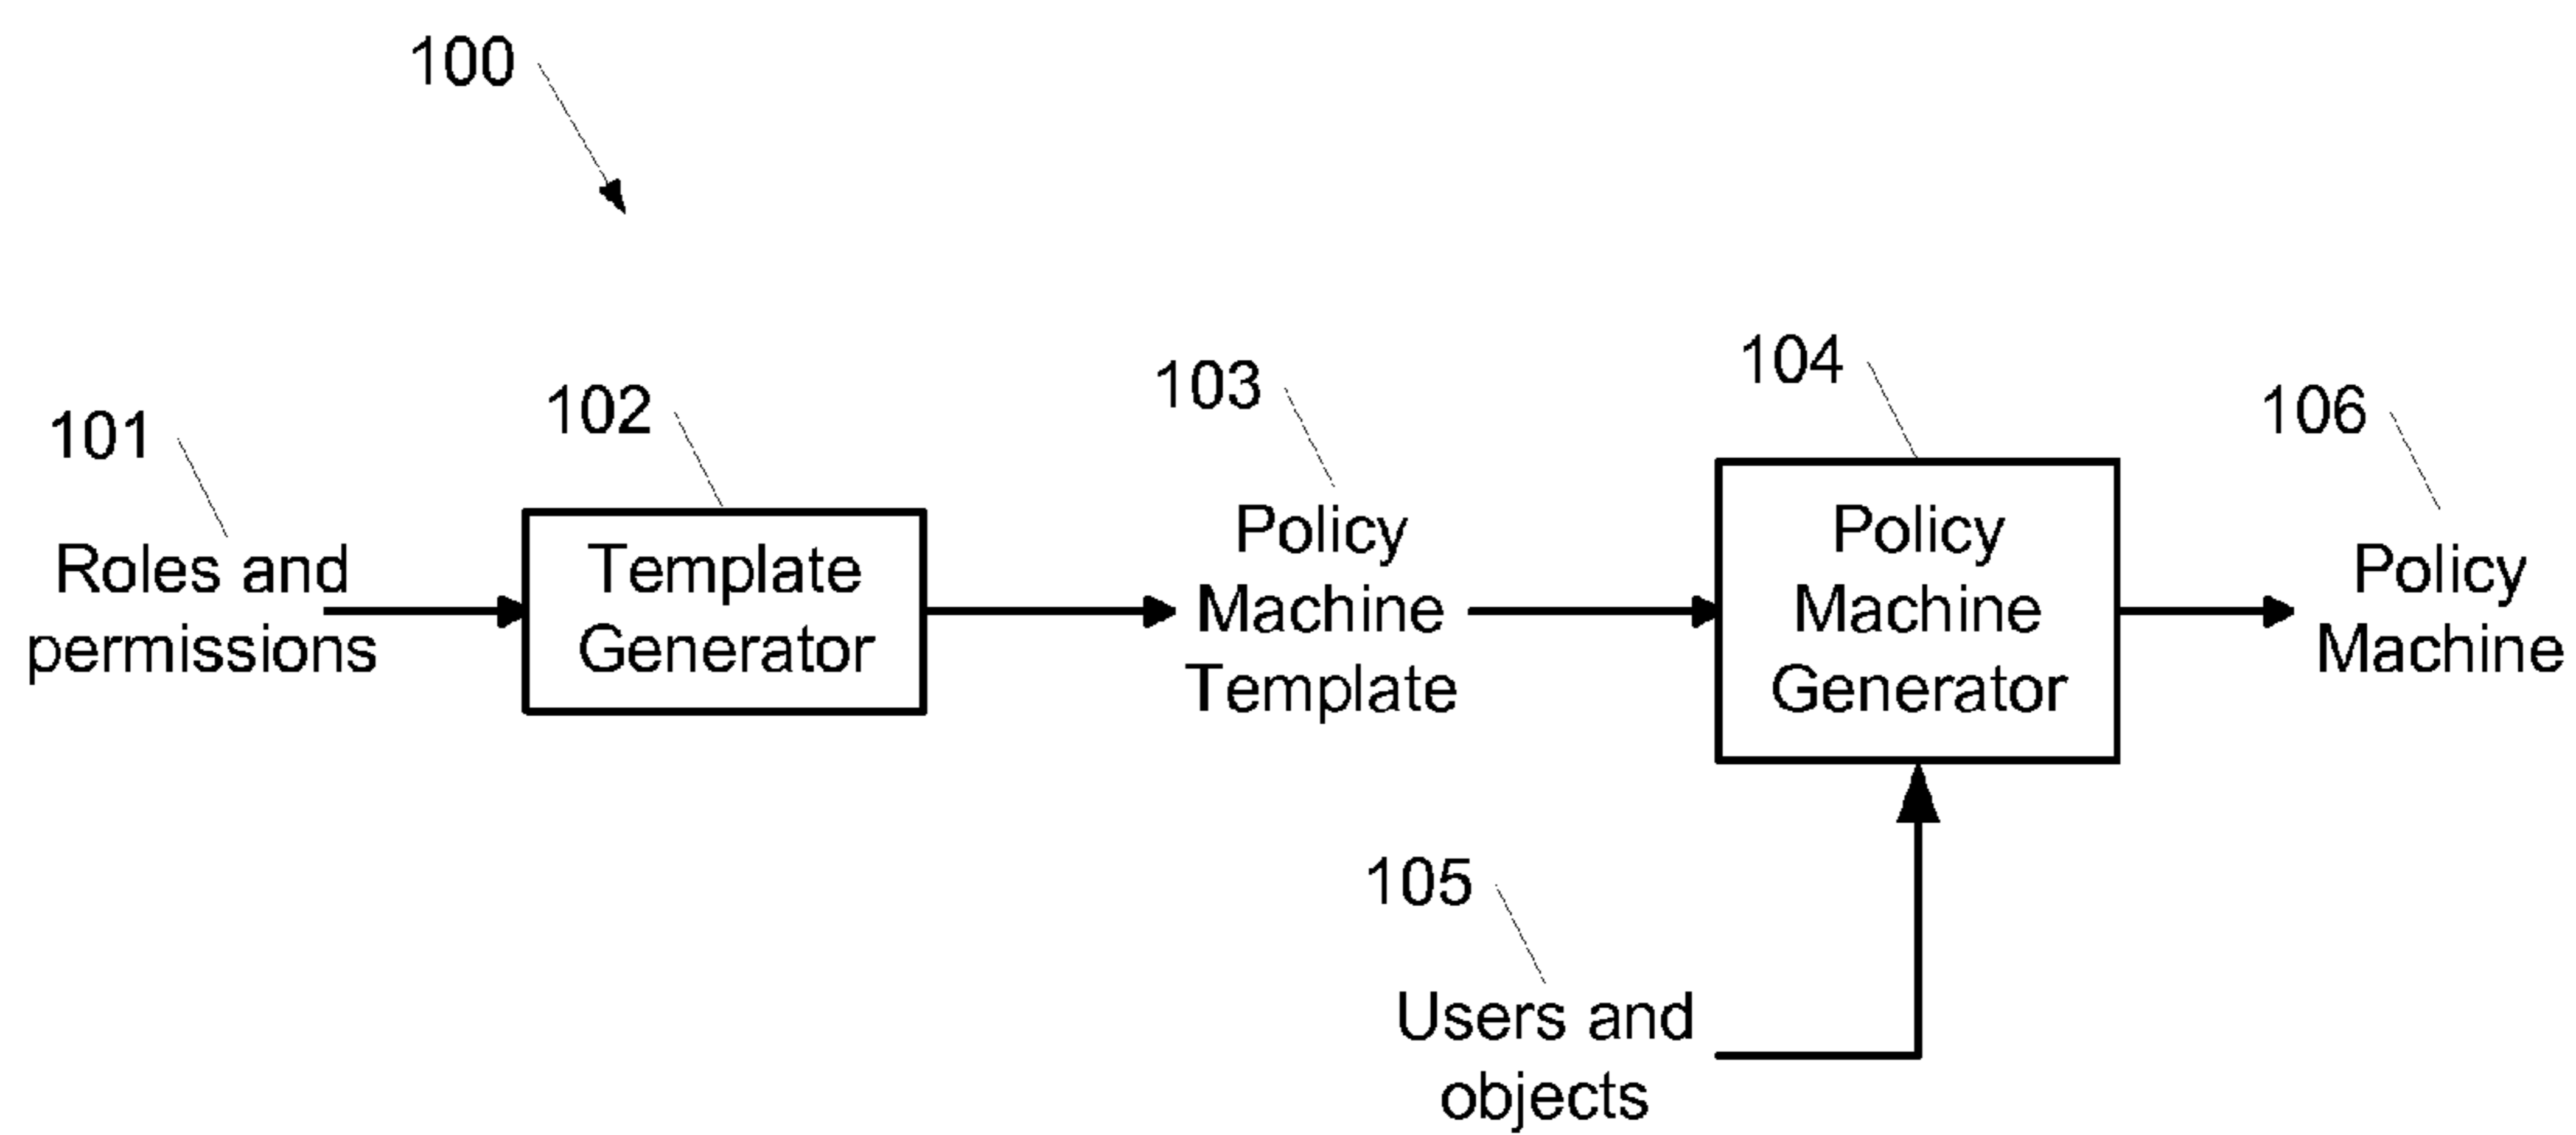 100
101
Roles and
permissions
102
Template
Generator
103
Policy
Machine
Template
104
Policy
Machine
Generator
105
Users and
objects
106
Policy
Machine